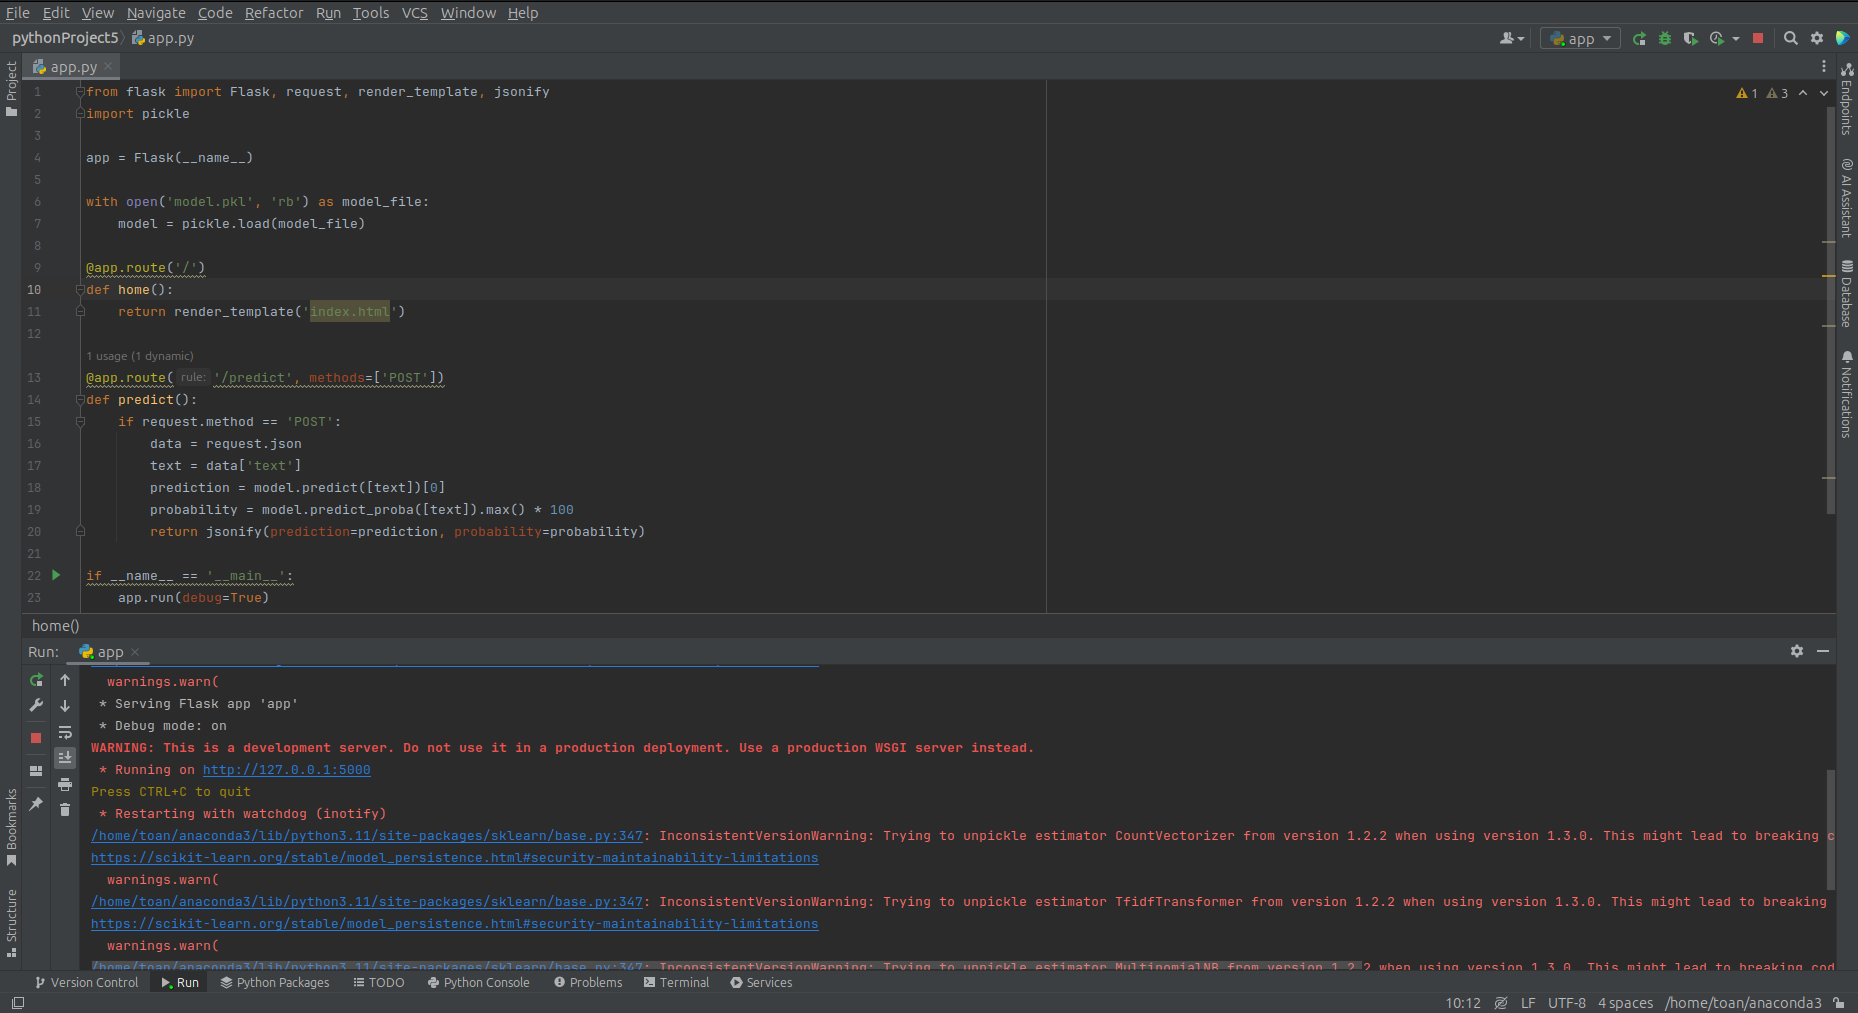 File Edit View Navigate Code Refactor Run Tools VCS Window Help
pythonProject5 app.py
app
app.py
1 from flask import Flask, request, render_template, jsonify
2 import pickle
3
4 app = Flask(__name__)
5
6 with open('model.pkl', 'rb') as model_file:
7 model = pickle.load(model_file)
8
9 @app.route('/')
10 def home():
11 return render_template('index.html')
12
1 usage (1 dynamic)
13 @app.route( rule: '/predict', methods=['POST'])
14 def predict():
15 if request.method == 'POST':
16 data = request.json
17 text = data['text']
18 prediction = model.predict([text])[0]
19 probability = model.predict_proba([text]).max() * 100
20 return jsonify(prediction=prediction, probability=probability)
21
22 if __name__ == '__main__':
23 app.run(debug=True)
1 3
Project
Bookmarks
Structure
Endpoints
AI Assistant
Database
Notifications
home()
Run: app
warnings.warn(
* Serving Flask app 'app'
* Debug mode: on
WARNING: This is a development server. Do not use it in a production deployment. Use a production WSGI server instead.
* Running on http://127.0.0.1:5000
Press CTRL+C to quit
* Restarting with watchdog (inotify)
/home/toan/anaconda3/lib/python3.11/site-packages/sklearn/base.py:347: InconsistentVersionWarning: Trying to unpickle estimator CountVectorizer from version 1.2.2 when using version 1.3.0. This might lead to breaking c
https://scikit-learn.org/stable/model_persistence.html#security-maintainability-limitations
warnings.warn(
/home/toan/anaconda3/lib/python3.11/site-packages/sklearn/base.py:347: InconsistentVersionWarning: Trying to unpickle estimator TfidfTransformer from version 1.2.2 when using version 1.3.0. This might lead to breaking
https://scikit-learn.org/stable/model_persistence.html#security-maintainability-limitations
warnings.warn(
/home/toan/anaconda3/lib/python3.11/site-packages/sklearn/base.py:347: InconsistentVersionWarning: Trying to unpickle estimator MultinomialNB from version 1.2.2 when using version 1.3.0. This might lead to breaking cod
Version Control Run Python Packages TODO Python Console Problems Terminal Services
10:12 LF UTF-8 4 spaces /home/toan/anaconda3